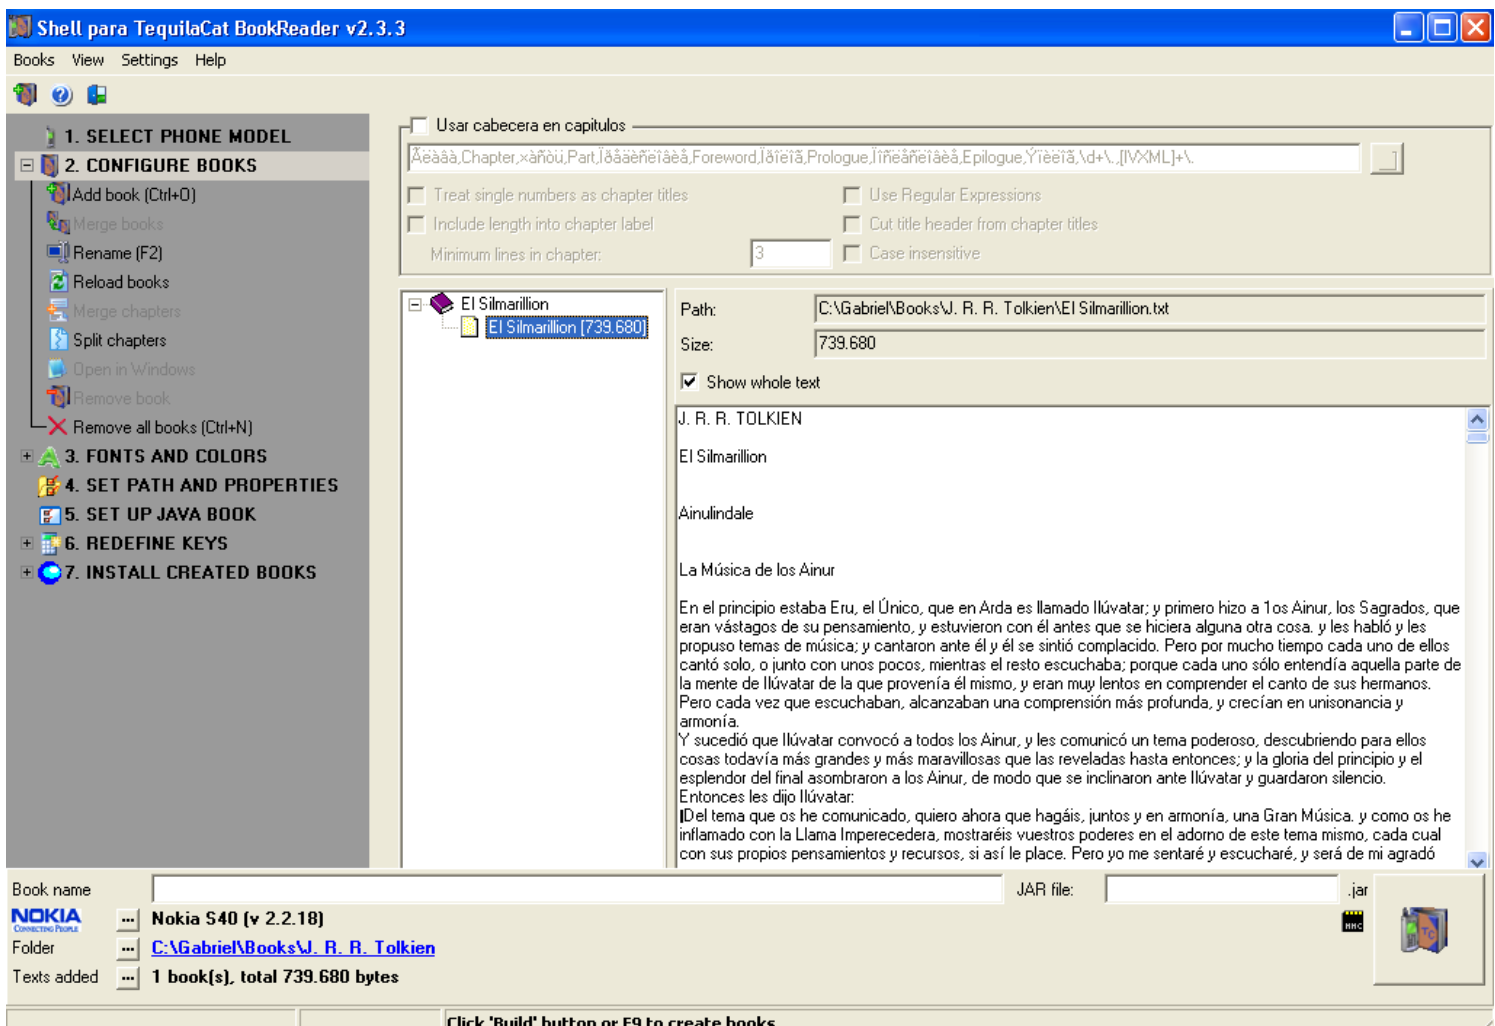 Shell para TequilaCat BookReader v2.3.3
Books View Settings Help
1. SELECT PHONE MODEL
2. CONFIGURE BOOKS
Add book (Ctrl+O)
Merge books
Rename (F2)
Reload books
Merge chapters
Split chapters
Open in Windows
Remove book
Remove all books (Ctrl+N)
3. FONTS AND COLORS
4. SET PATH AND PROPERTIES
5. SET UP JAVA BOOK
6. REDEFINE KEYS
7. INSTALL CREATED BOOKS
Usar cabecera en capitulos
Ãëàâà,Chapter,×àñòü,Part,Ïðåäèñëîâèå,Foreword,Ïðîëîã,Prologue,Ïîñëåñëîâèå,Epilogue,Ýïèëîã,\d+\.,[IVXML]+\.
Treat single numbers as chapter titles
Use Regular Expressions
Include length into chapter label
Cut title header from chapter titles
Minimum lines in chapter: 3
Case insensitive
El Silmarillion
El Silmarillion [739.680]
Path: C:\Gabriel\Books\J. R. R. Tolkien\El Silmarillion.txt
Size: 739.680
Show whole text
J. R. R. TOLKIEN
El Silmarillion
Ainulindale
La Música de los Ainur
En el principio estaba Eru, el Único, que en Arda es llamado Ilúvatar; y primero hizo a 1os Ainur, los Sagrados, que
eran vástagos de su pensamiento, y estuvieron con él antes que se hiciera alguna otra cosa. y les habló y les
propuso temas de música; y cantaron ante él y él se sintió complacido. Pero por mucho tiempo cada uno de ellos
cantó solo, o junto con unos pocos, mientras el resto escuchaba; porque cada uno sólo entendía aquella parte de
la mente de Ilúvatar de la que provenía él mismo, y eran muy lentos en comprender el canto de sus hermanos.
Pero cada vez que escuchaban, alcanzaban una comprensión más profunda, y crecían en unisonancia y
armonía.
Y sucedió que Ilúvatar convocó a todos los Ainur, y les comunicó un tema poderoso, descubriendo para ellos
cosas todavía más grandes y más maravillosas que las reveladas hasta entonces; y la gloria del principio y el
esplendor del final asombraron a los Ainur, de modo que se inclinaron ante Ilúvatar y guardaron silencio.
Entonces les dijo Ilúvatar:
Del tema que os he comunicado, quiero ahora que hagáis, juntos y en armonía, una Gran Música. y como os he
inflamado con la Llama Imperecedera, mostraréis vuestros poderes en el adorno de este tema mismo, cada cual
con sus propios pensamientos y recursos, si así le place. Pero yo me sentaré y escucharé, y será de mi agradó
Book name
JAR file: .jar
NOKIA
CONNECTING PEOPLE
... Nokia S40 (v 2.2.18)
MMC
TC
Folder ... C:\Gabriel\Books\J. R. R. Tolkien
Texts added ... 1 book(s), total 739.680 bytes
Click 'Build' button or F9 to create books